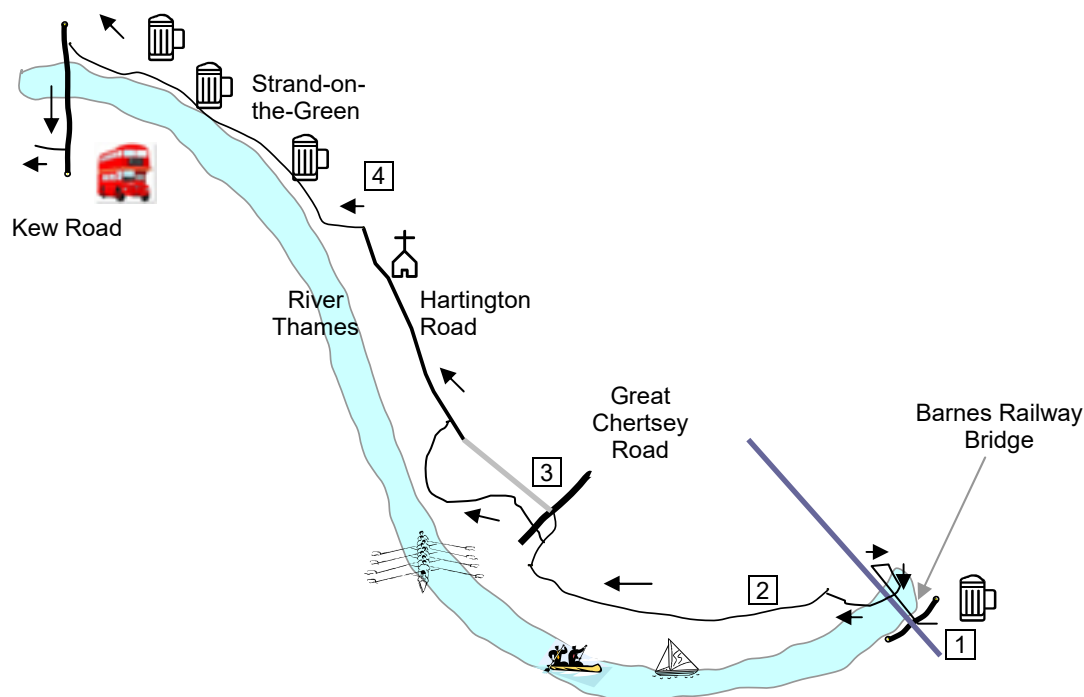 Strand-on-
the-Green
4
Kew Road
River
Thames
Hartington
Road
Great
Chertsey
Road
Barnes Railway
Bridge
3
2
1